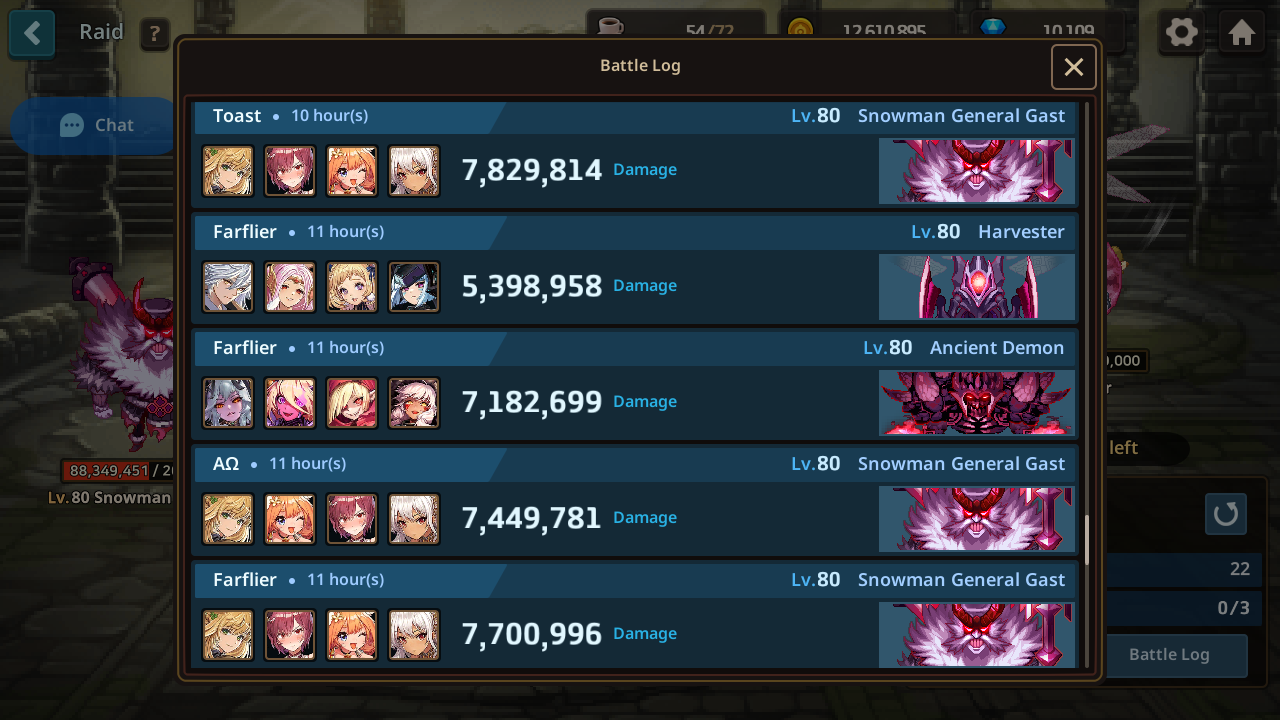 Raid ? 54/72 12,610,895 10,109
Battle Log
Chat
Toast • 10 hour(s) Lv.80 Snowman General Gast
7,829,814 Damage
Farflier • 11 hour(s) Lv.80 Harvester
5,398,958 Damage
Farflier • 11 hour(s) Lv.80 Ancient Demon
7,182,699 Damage
AΩ • 11 hour(s) Lv.80 Snowman General Gast
7,449,781 Damage
Farflier • 11 hour(s) Lv.80 Snowman General Gast
7,700,996 Damage
88,349,451 / 20
Lv.80 Snowman
0,000
r
left
22
0/3
Battle Log